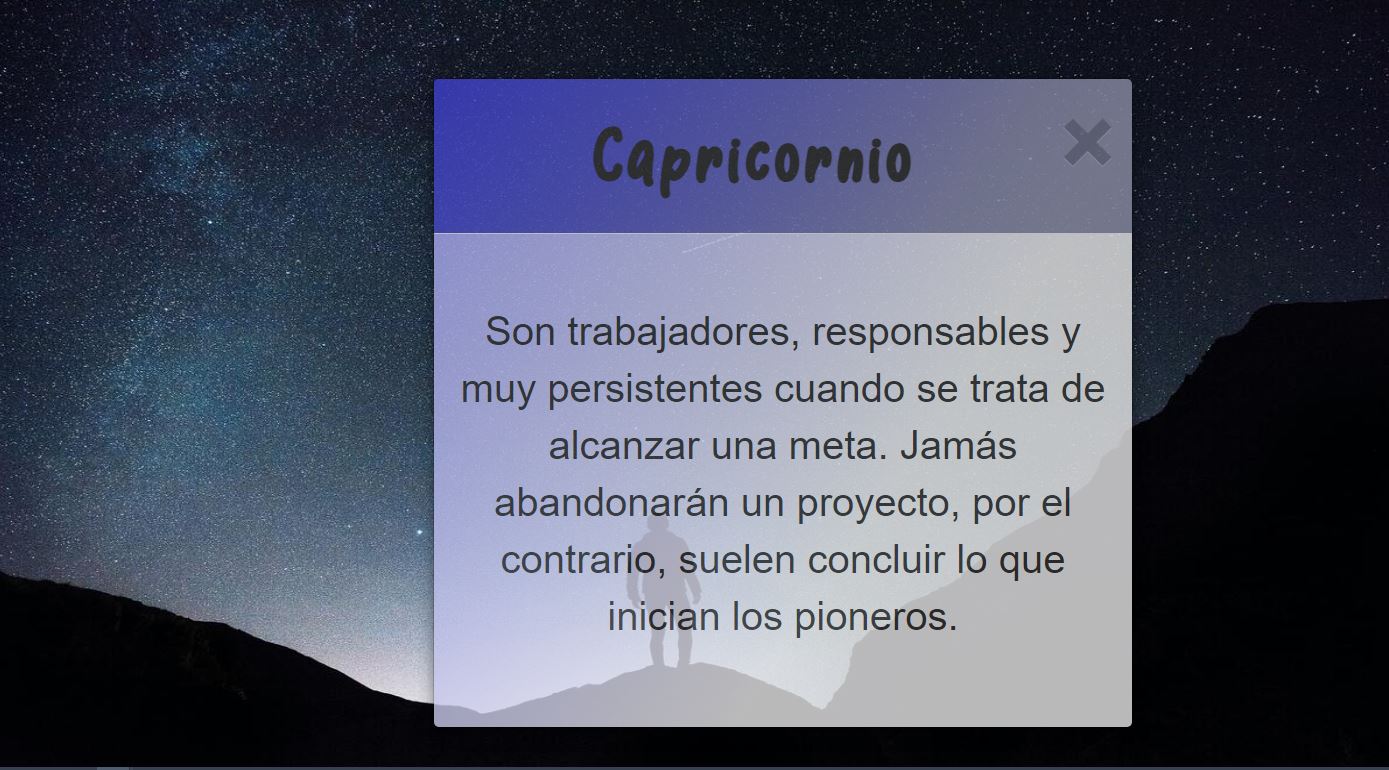 Capricornio
Son trabajadores, responsables y
muy persistentes cuando se trata de
alcanzar una meta. Jamás
abandonarán un proyecto, por el
contrario, suelen concluir lo que
inician los pioneros.